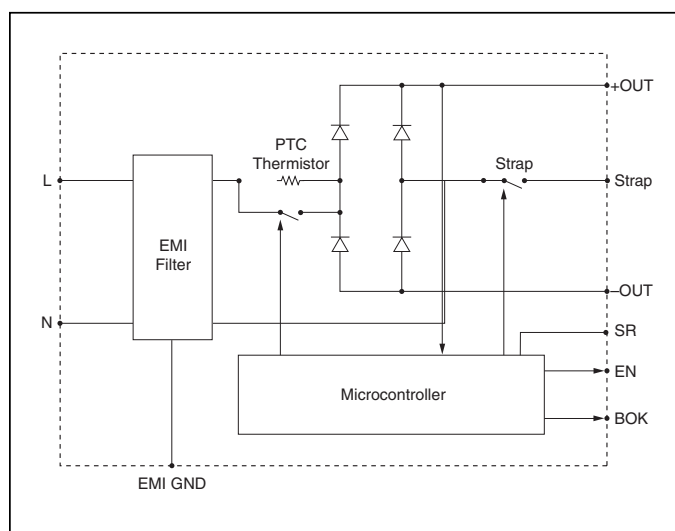 +OUT
PTC
Thermistor
Strap
L
Strap
EMI
Filter
–OUT
N
SR
EN
Microcontroller
BOK
EMI GND